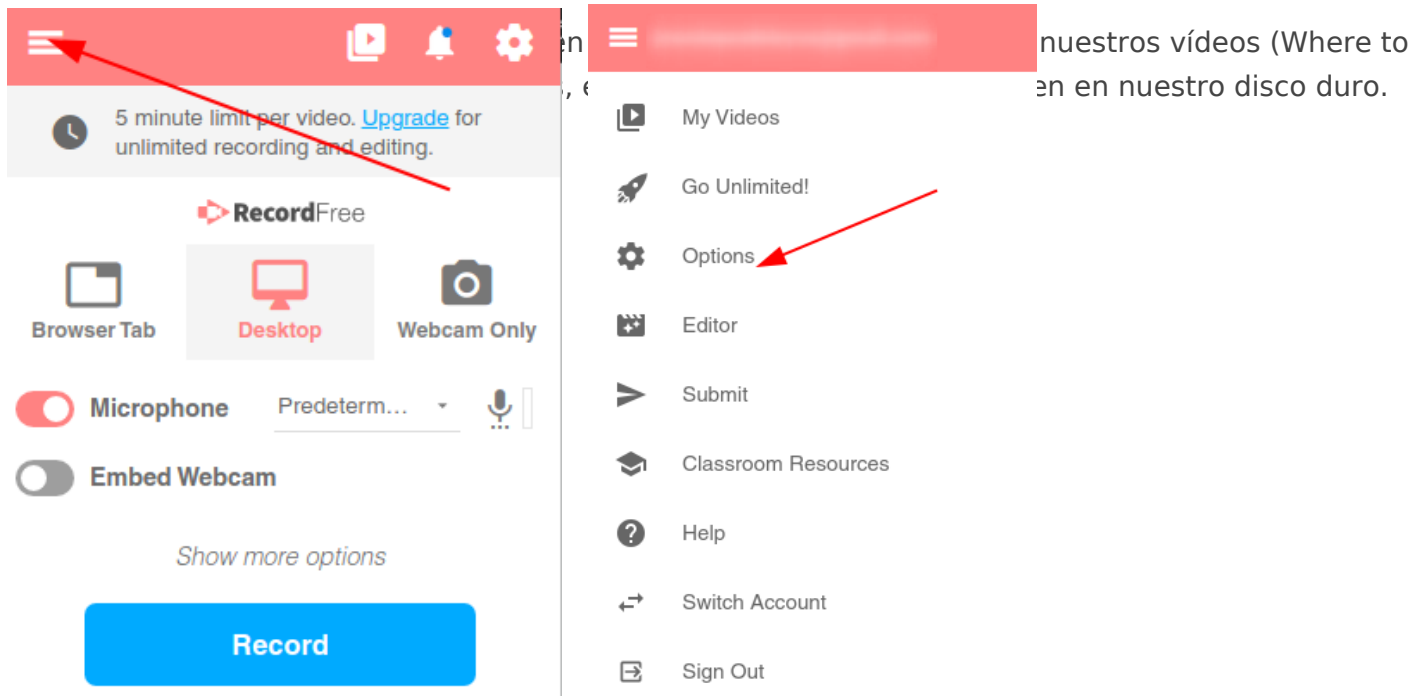 nuestros vídeos (Where to
en en nuestro disco duro.
5 minute limit per video. Upgrade for
unlimited recording and editing.
RecordFree
Browser Tab
Desktop
Webcam Only
Microphone
Predeterm...
Embed Webcam
Show more options
Record
My Videos
Go Unlimited!
Options
Editor
Submit
Classroom Resources
Help
Switch Account
Sign Out